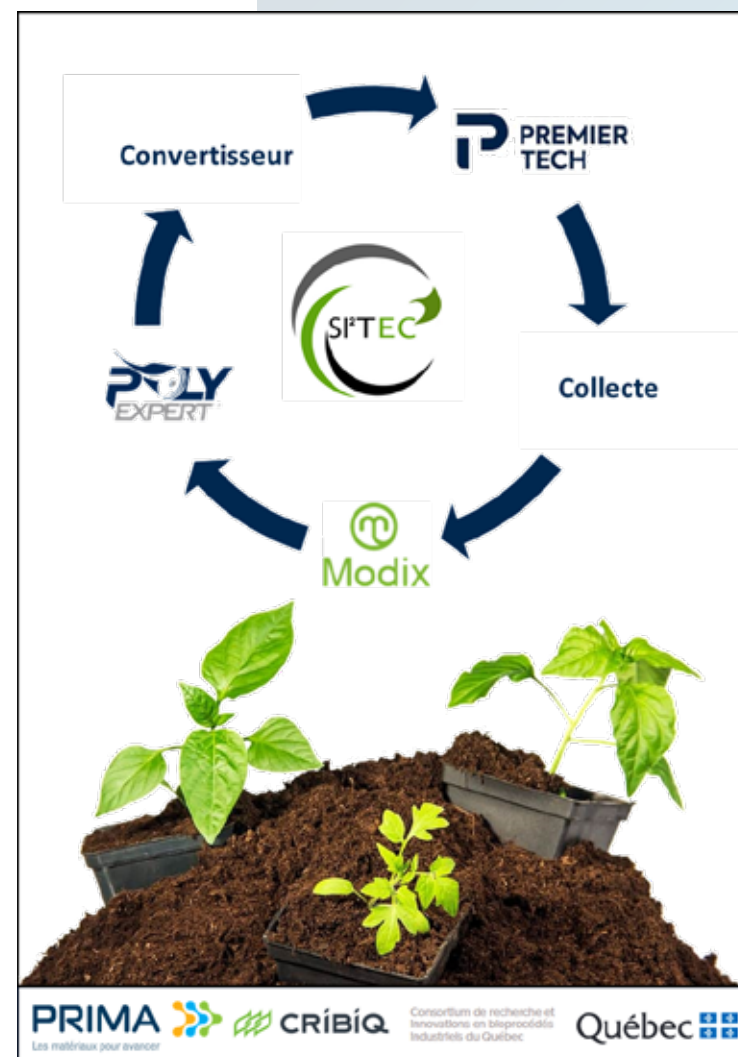 Convertisseur
PREMIER
TECH
SI²TEC
POLY
EXPERT
Collecte
Modix
PRIMA
Les matériaux pour avancer
CRIBIQ
Consortium de recherche et
innovations en bioprocédés
industriels du Québec
Québec